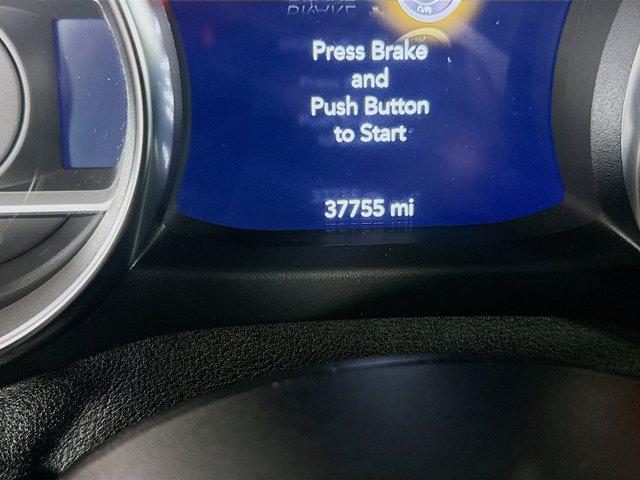 Press Brake
and
Push Button
to Start
37755 mi